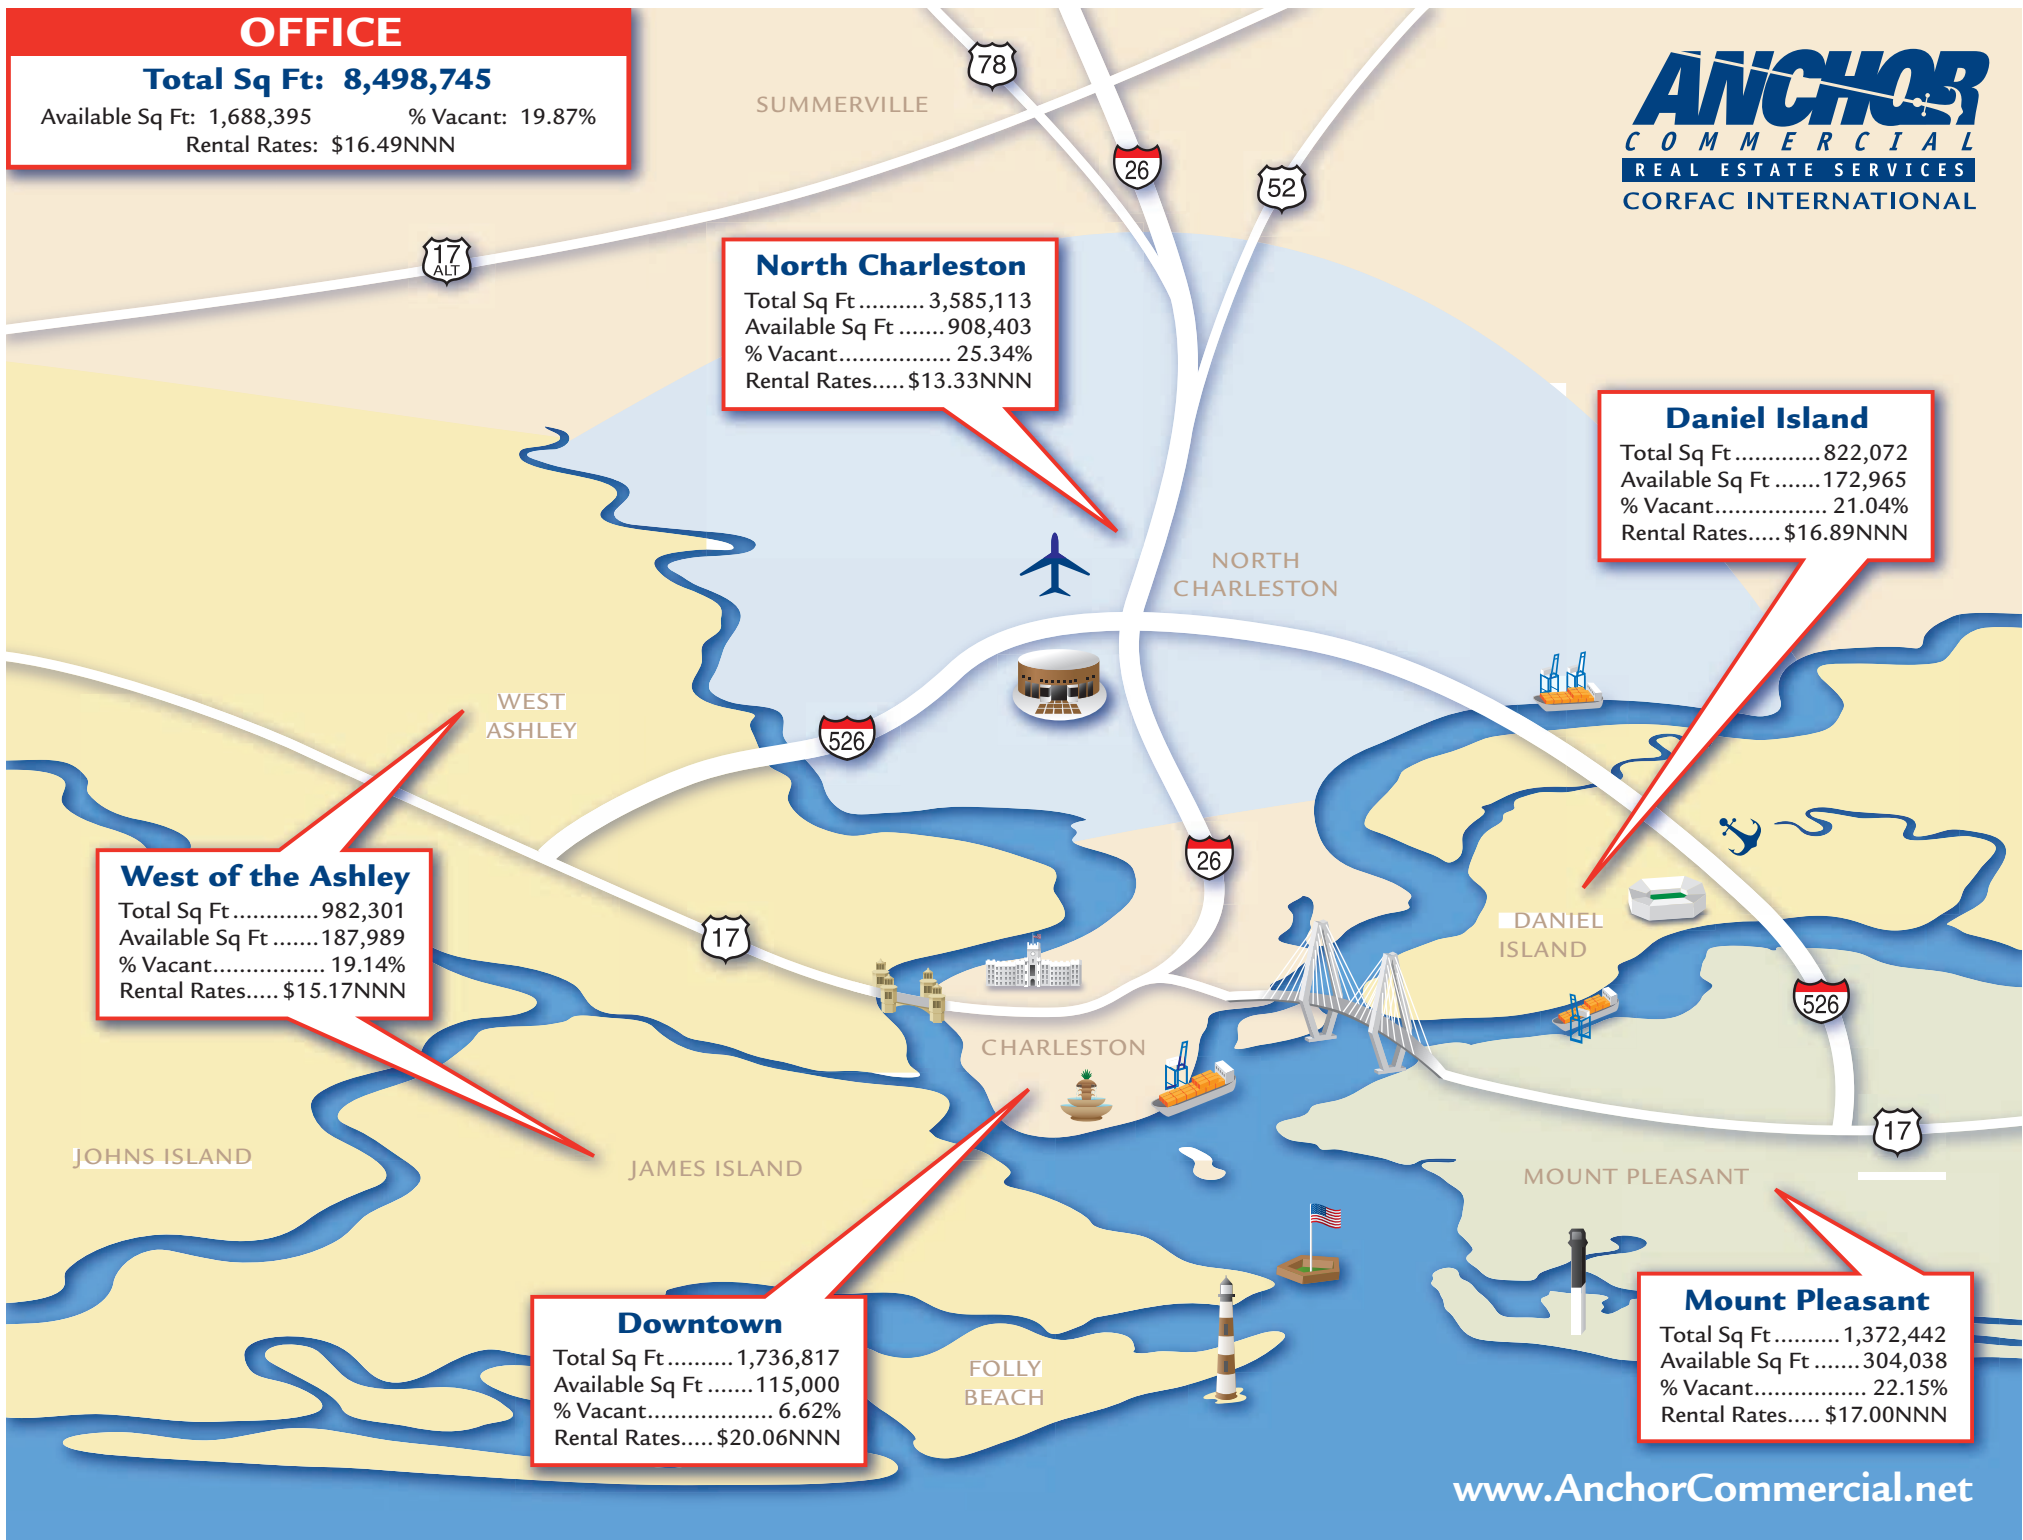 OFFICE
Total Sq Ft: 8,498,745
Available Sq Ft: 1,688,395 % Vacant: 19.87%
Rental Rates: $16.49NNN
ANCHOR
COMMERCIAL
REAL ESTATE SERVICES
CORFAC INTERNATIONAL
78
SUMMERVILLE
26
52
17
ALT
North Charleston
Total Sq Ft .......... 3,585,113
Available Sq Ft ....... 908,403
% Vacant................. 25.34%
Rental Rates..... $13.33NNN
Daniel Island
Total Sq Ft ............. 822,072
Available Sq Ft ....... 172,965
% Vacant................. 21.04%
Rental Rates..... $16.89NNN
NORTH
CHARLESTON
WEST
ASHLEY
526
26
West of the Ashley
Total Sq Ft ............. 982,301
Available Sq Ft ....... 187,989
% Vacant................. 19.14%
Rental Rates..... $15.17NNN
17
DANIEL
ISLAND
526
CHARLESTON
17
JOHNS ISLAND
JAMES ISLAND
MOUNT PLEASANT
Downtown
Total Sq Ft .......... 1,736,817
Available Sq Ft ....... 115,000
% Vacant................... 6.62%
Rental Rates..... $20.06NNN
FOLLY
BEACH
Mount Pleasant
Total Sq Ft .......... 1,372,442
Available Sq Ft ....... 304,038
% Vacant................. 22.15%
Rental Rates..... $17.00NNN
www.AnchorCommercial.net